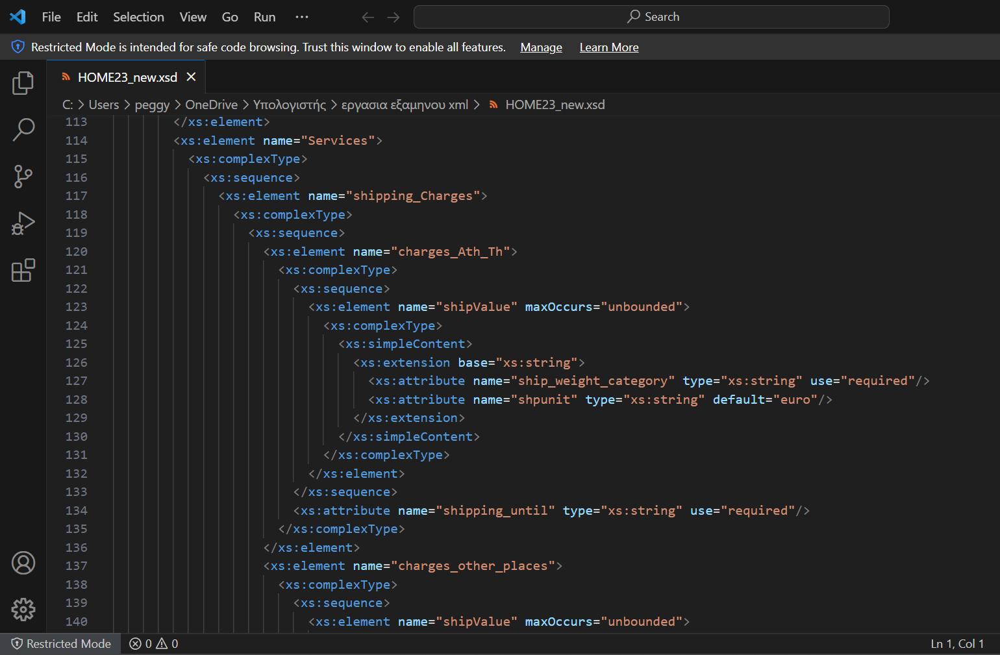 File Edit Selection View Go Run ··· Search
Restricted Mode is intended for safe code browsing. Trust this window to enable all features. Manage Learn More
HOME23_new.xsd
C: > Users > peggy > OneDrive > Υπολογιστής > εργασια εξαμηνου xml > HOME23_new.xsd
113 </xs:element>
114 <xs:element name="Services">
115 <xs:complexType>
116 <xs:sequence>
117 <xs:element name="shipping_Charges">
118 <xs:complexType>
119 <xs:sequence>
120 <xs:element name="charges_Ath_Th">
121 <xs:complexType>
122 <xs:sequence>
123 <xs:element name="shipValue" maxOccurs="unbounded">
124 <xs:complexType>
125 <xs:simpleContent>
126 <xs:extension base="xs:string">
127 <xs:attribute name="ship_weight_category" type="xs:string" use="required"/>
128 <xs:attribute name="shpunit" type="xs:string" default="euro"/>
129 </xs:extension>
130 </xs:simpleContent>
131 </xs:complexType>
132 </xs:element>
133 </xs:sequence>
134 <xs:attribute name="shipping_until" type="xs:string" use="required"/>
135 </xs:complexType>
136 </xs:element>
137 <xs:element name="charges_other_places">
138 <xs:complexType>
139 <xs:sequence>
140 <xs:element name="shipValue" maxOccurs="unbounded">
Restricted Mode 0 0 Ln 1, Col 1